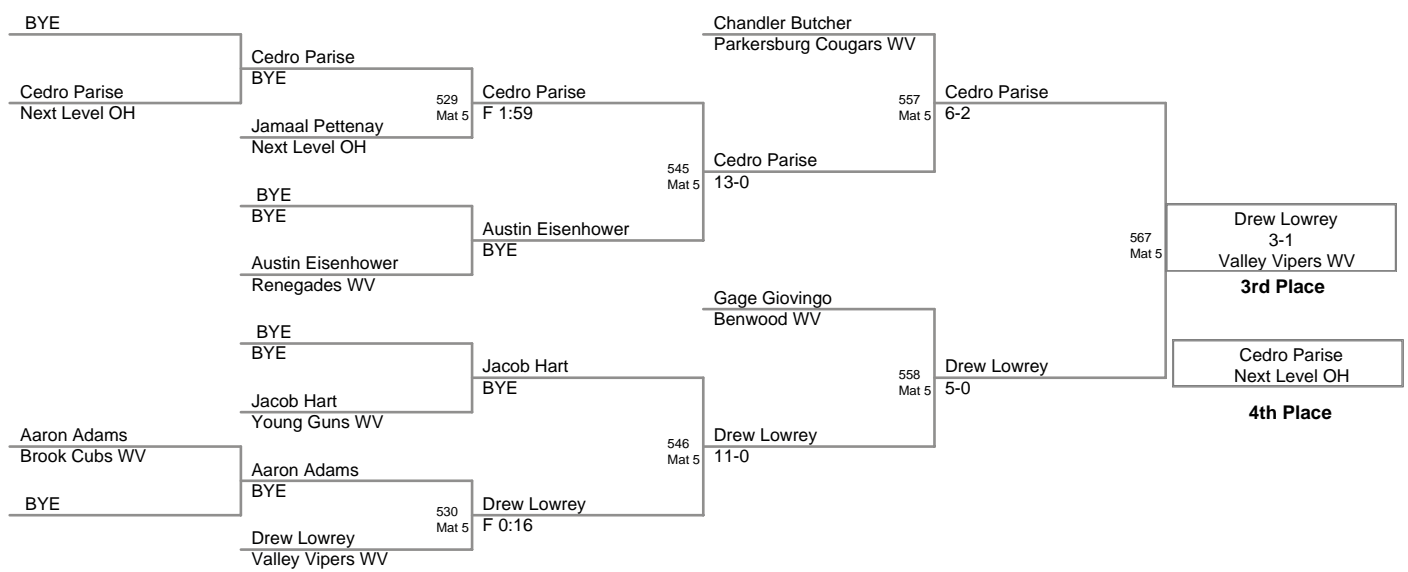 BYE
Cedro Parise
Next Level OH
Cedro Parise
BYE
Jamaal Pettenay
Next Level OH
529
Mat 5
Cedro Parise
F 1:59
BYE
BYE
Austin Eisenhower
Renegades WV
Austin Eisenhower
BYE
545
Mat 5
Cedro Parise
13-0
Chandler Butcher
Parkersburg Cougars WV
557
Mat 5
Cedro Parise
6-2
BYE
BYE
Jacob Hart
Young Guns WV
Jacob Hart
BYE
Aaron Adams
Brook Cubs WV
BYE
Aaron Adams
BYE
Drew Lowrey
Valley Vipers WV
530
Mat 5
Drew Lowrey
F 0:16
546
Mat 5
Drew Lowrey
11-0
Gage Giovingo
Benwood WV
558
Mat 5
Drew Lowrey
5-0
567
Mat 5
Drew Lowrey
3-1
Valley Vipers WV
3rd Place
Cedro Parise
Next Level OH
4th Place